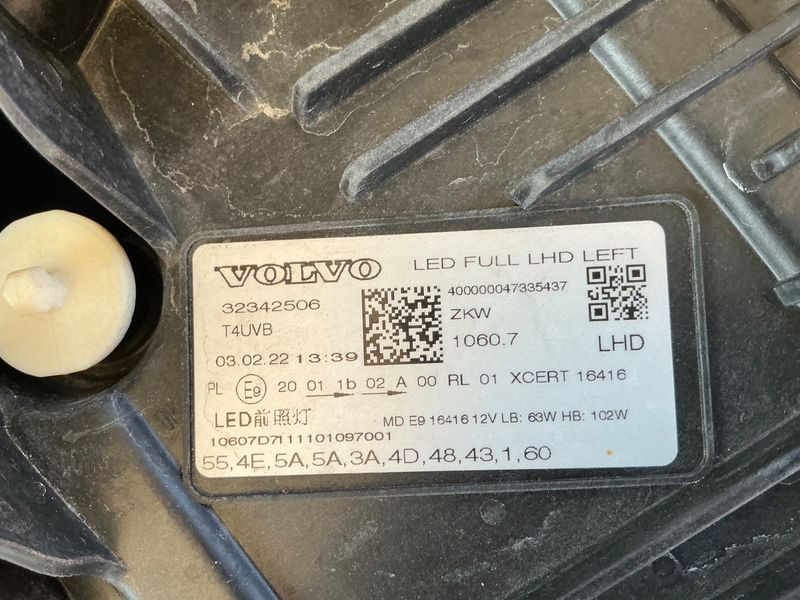 VOLVO LED FULL LHD LEFT
32342506 400000047335437
T4UVB ZKW
03.02.22 13:39 1060.7 LHD
PL E9 20 01 1b 02 A 00 RL 01 XCERT 16416
LED前照灯 MD E9 16416 12V LB: 63W HB: 102W
10607D7111101097001
55,4E,5A,5A,3A,4D,48,43,1,60